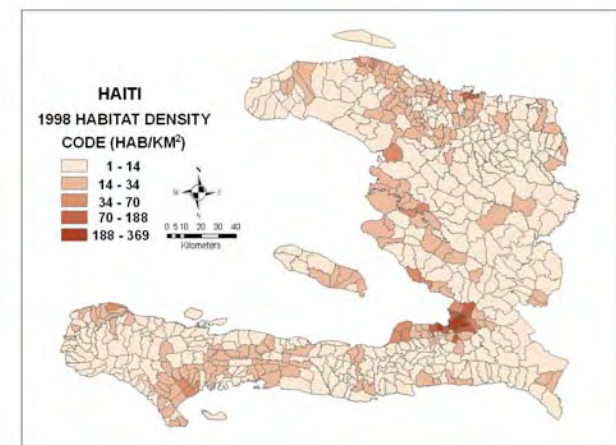 HAITI
1998 HABITAT DENSITY
CODE (HAB/KM²)
1 - 14
14 - 34
34 - 70
70 - 188
188 - 369
N
W
E
S
0 5 10 20 30 40
Kilometers